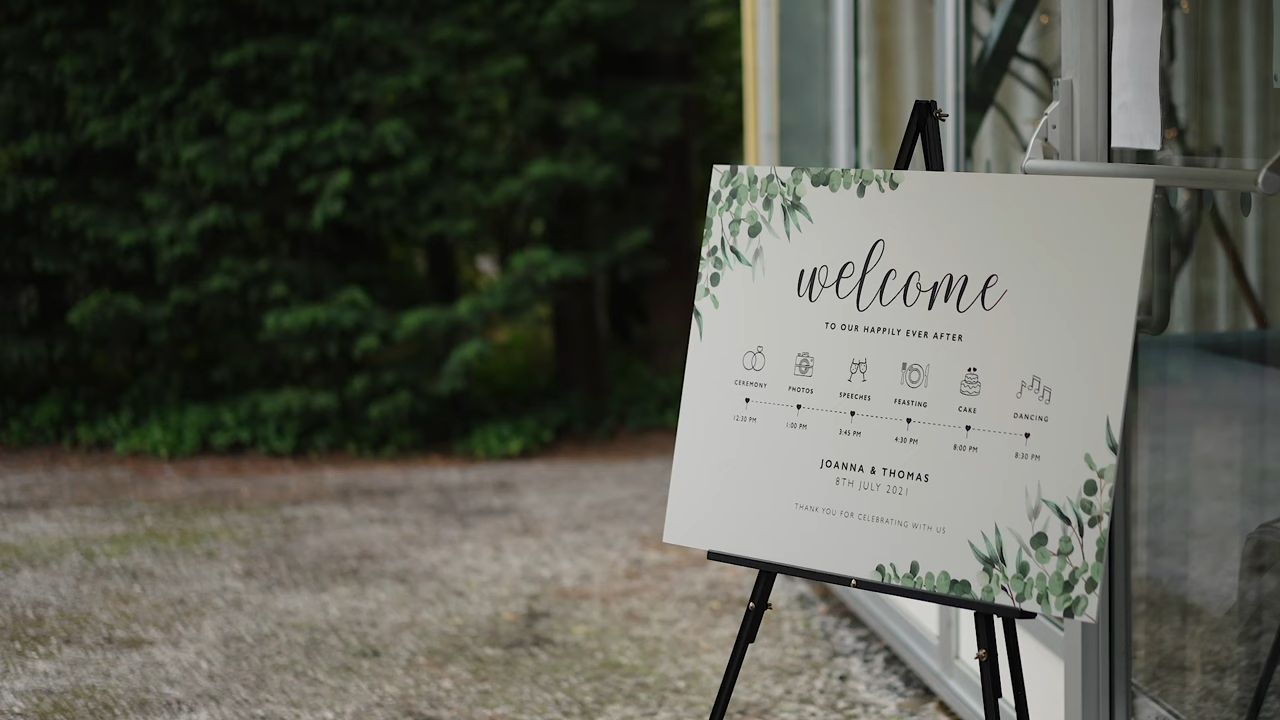 welcome
TO OUR HAPPILY EVER AFTER
CEREMONY PHOTOS SPEECHES FEASTING CAKE DANCING
12:30 PM 1:00 PM 3:45 PM 4:30 PM 8:00 PM 8:30 PM
JOANNA & THOMAS
8TH JULY 2021
THANK YOU FOR CELEBRATING WITH US